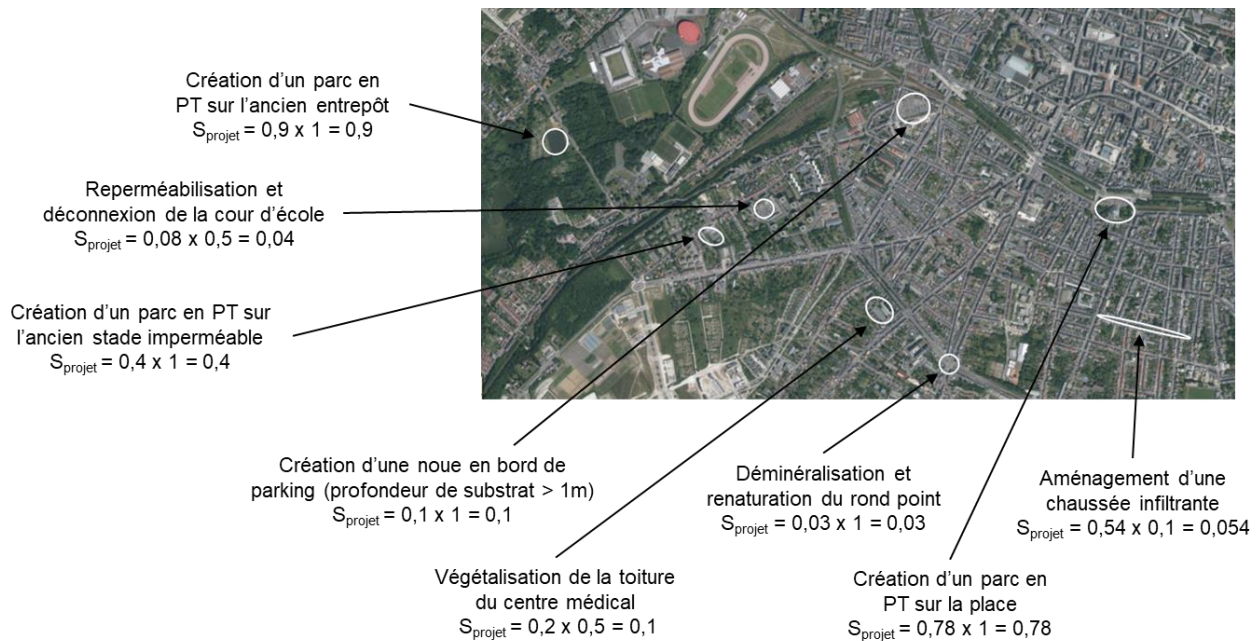 Création d'un parc en
PT sur l'ancien entrepôt
Sprojet = 0,9 x 1 = 0,9
Reperméabilisation et
déconnexion de la cour d'école
Sprojet = 0,08 x 0,5 = 0,04
Création d'un parc en PT sur
l'ancien stade imperméable
Sprojet = 0,4 x 1 = 0,4
Création d'une noue en bord de
parking (profondeur de substrat > 1m)
Sprojet = 0,1 x 1 = 0,1
Végétalisation de la toiture
du centre médical
Sprojet = 0,2 x 0,5 = 0,1
Déminéralisation et
renaturation du rond point
Sprojet = 0,03 x 1 = 0,03
Création d'un parc en
PT sur la place
Sprojet = 0,78 x 1 = 0,78
Aménagement d'une
chaussée infiltrante
Sprojet = 0,54 x 0,1 = 0,054